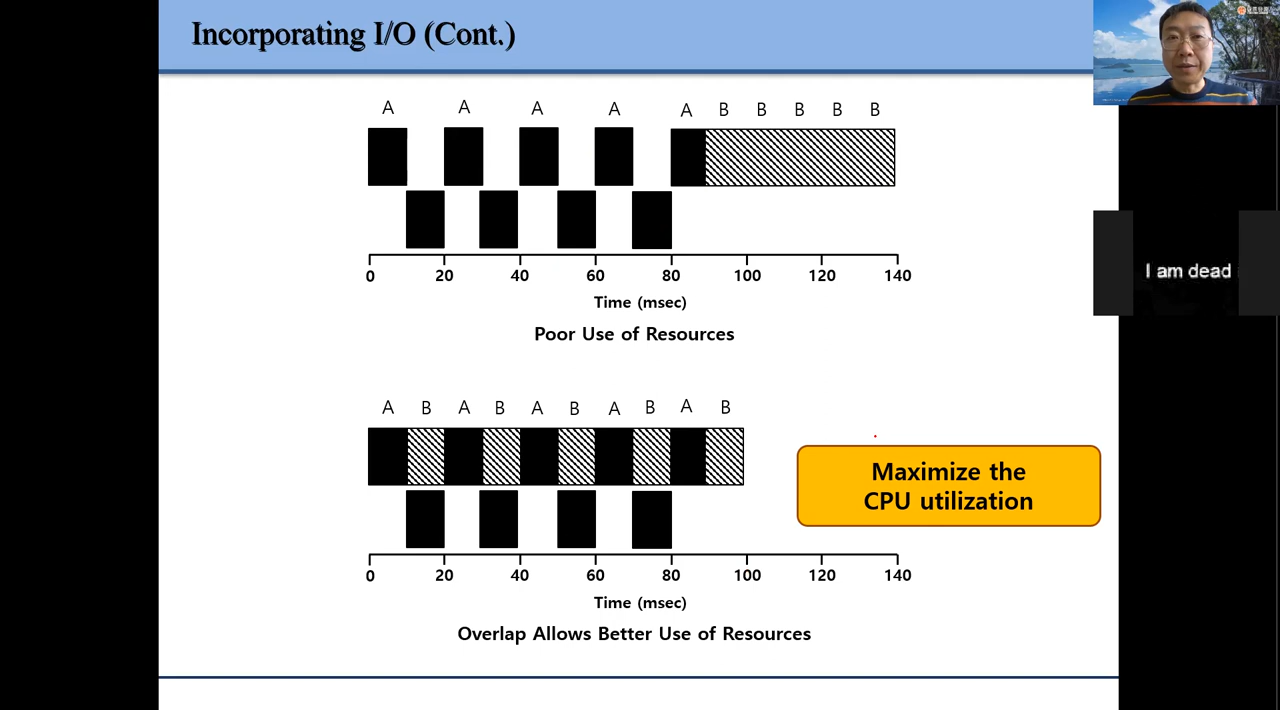 Incorporating I/O (Cont.)
A A A A A B B B B B
0 20 40 60 80 100 120 140
Time (msec)
Poor Use of Resources
A B A B A B A B A B
Maximize the
CPU utilization
0 20 40 60 80 100 120 140
Time (msec)
Overlap Allows Better Use of Resources
I am dead